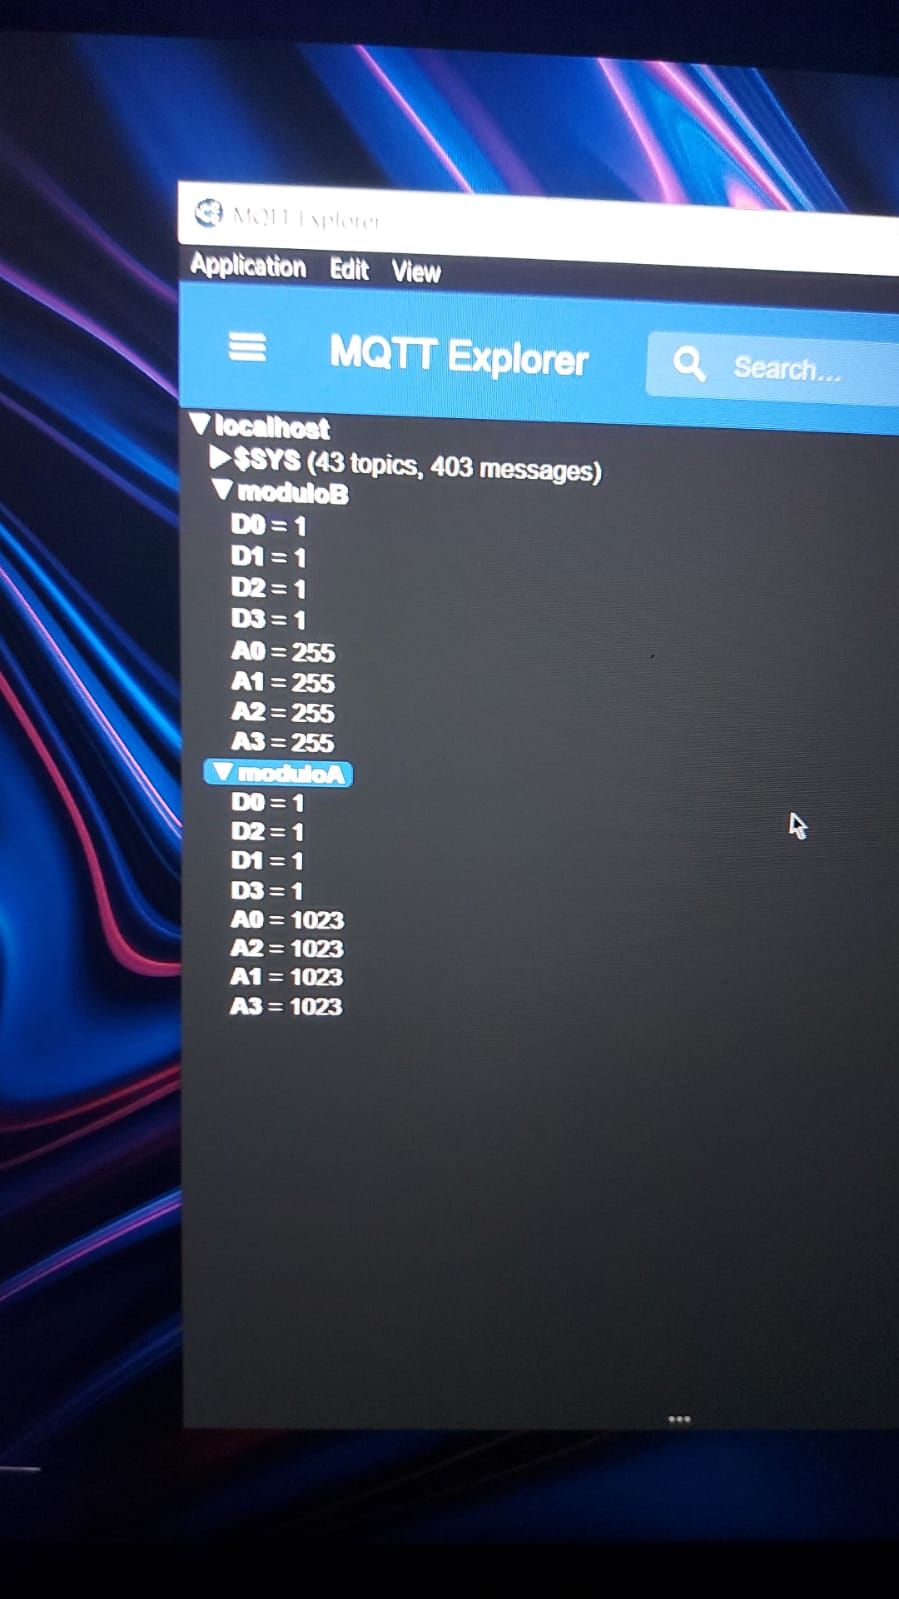 MQTT Explorer
Application Edit View
MQTT Explorer Search...
▼ localhost
▶ $SYS (43 topics, 403 messages)
▼ moduloB
D0 = 1
D1 = 1
D2 = 1
D3 = 1
A0 = 255
A1 = 255
A2 = 255
A3 = 255
▼ moduloA
D0 = 1
D2 = 1
D1 = 1
D3 = 1
A0 = 1023
A2 = 1023
A1 = 1023
A3 = 1023